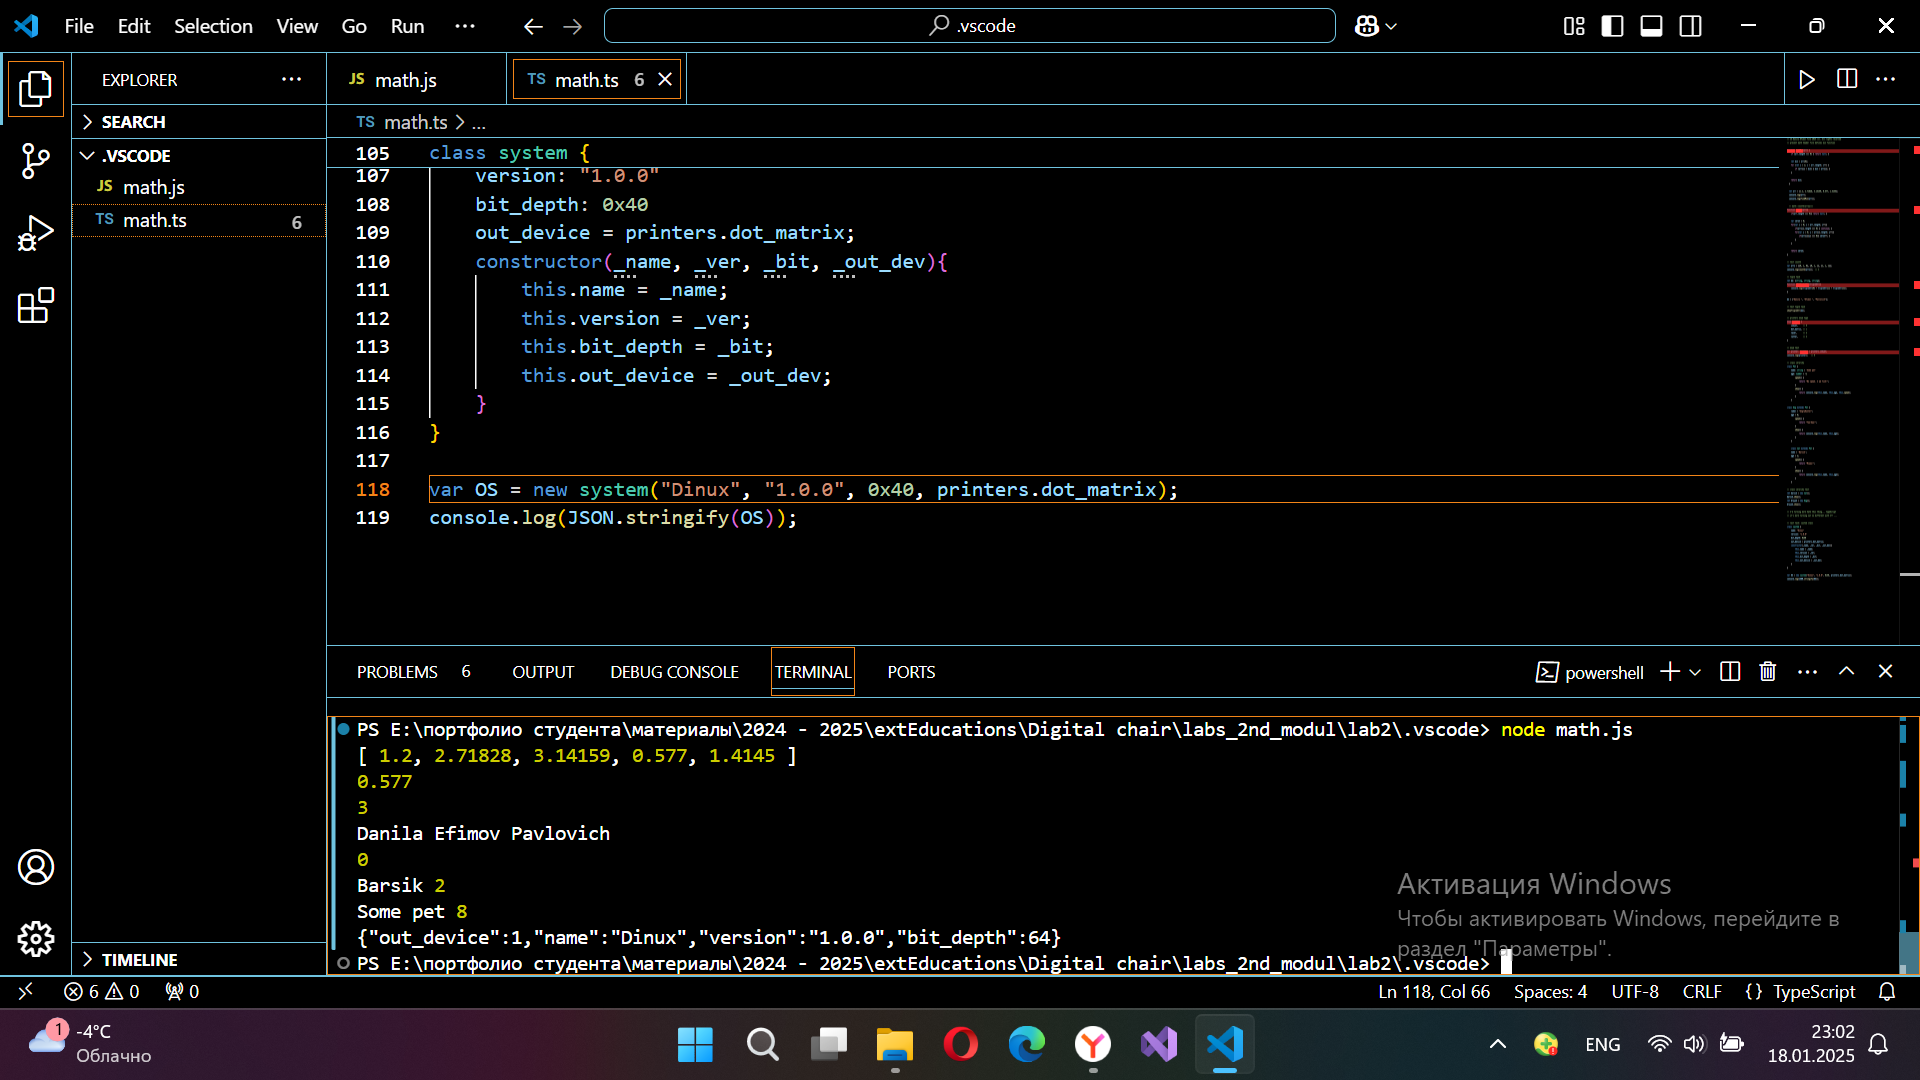 File Edit Selection View Go Run ··· .vscode
EXPLORER ···
JS math.js
TS math.ts 6
SEARCH
TS math.ts > ...
.VSCODE
JS math.js
TS math.ts 6
105 class system {
107 version: "1.0.0"
108 bit_depth: 0x40
109 out_device = printers.dot_matrix;
110 constructor(_name, _ver, _bit, _out_dev){
111 this.name = _name;
112 this.version = _ver;
113 this.bit_depth = _bit;
114 this.out_device = _out_dev;
115 }
116 }
117
118 var OS = new system("Dinux", "1.0.0", 0x40, printers.dot_matrix);
119 console.log(JSON.stringify(OS));
PROBLEMS 6 OUTPUT DEBUG CONSOLE TERMINAL PORTS powershell
PS E:\портфолио студента\материалы\2024 - 2025\extEducations\Digital chair\labs_2nd_modul\lab2\.vscode> node math.js
[ 1.2, 2.71828, 3.14159, 0.577, 1.4145 ]
0.577
3
Danila Efimov Pavlovich
0
Barsik 2
Some pet 8
{"out_device":1,"name":"Dinux","version":"1.0.0","bit_depth":64}
PS E:\портфолио студента\материалы\2024 - 2025\extEducations\Digital chair\labs_2nd_modul\lab2\.vscode>
Активация Windows
Чтобы активировать Windows, перейдите в
раздел "Параметры".
TIMELINE
6 0 0 Ln 118, Col 66 Spaces: 4 UTF-8 CRLF {} TypeScript
1 -4°C
Облачно
ENG
23:02
18.01.2025